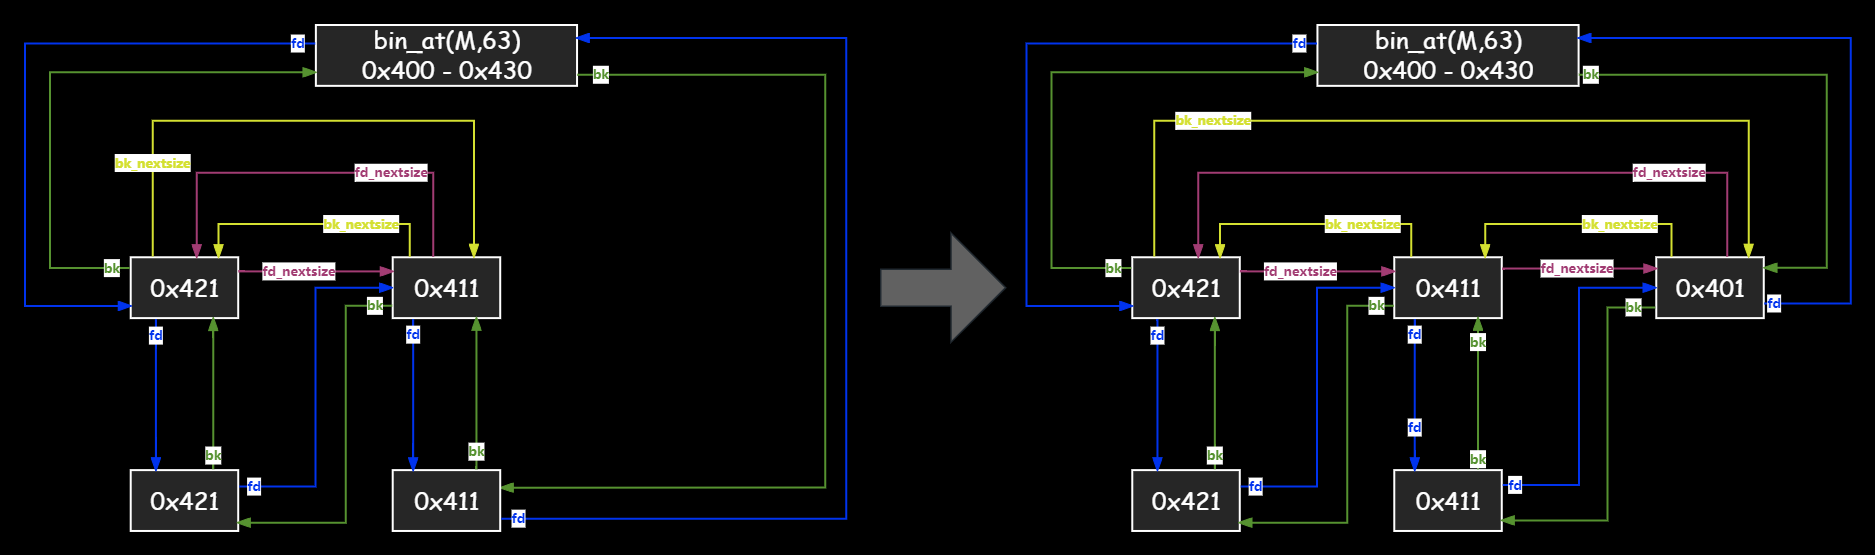 fd
bin_at(M,63)
0x400 - 0x430
bk
bk_nextsize
fd_nextsize
bk_nextsize
bk
0x421
fd_nextsize
0x411
bk
fd
fd
bk
bk
0x421
fd
0x411
fd
fd
bin_at(M,63)
0x400 - 0x430
bk
bk_nextsize
fd_nextsize
bk_nextsize
bk_nextsize
bk
0x421
fd_nextsize
0x411
fd_nextsize
0x401
fd
bk
bk
fd
fd
bk
fd
bk
bk
0x421
fd
0x411
fd